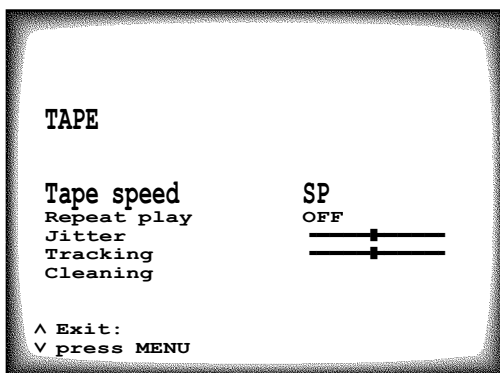 TAPE
Tape speed SP
Repeat play OFF
Jitter
Tracking
Cleaning
∧ Exit:
∨ press MENU